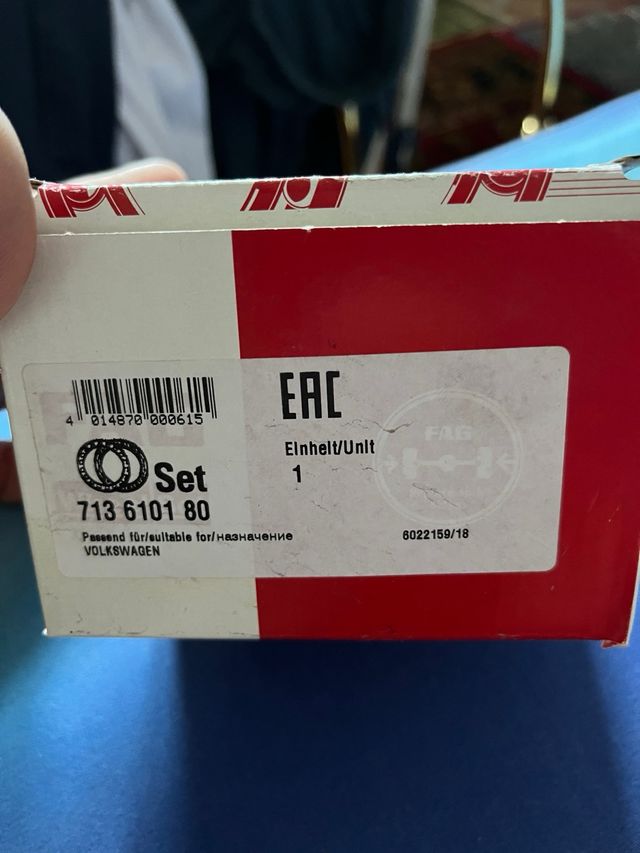 EAC
4 014870 000615
FAG
Einheit/Unit
1
Set
713 6101 80
Passend für/suitable for/назначение
VOLKSWAGEN
6022159/18